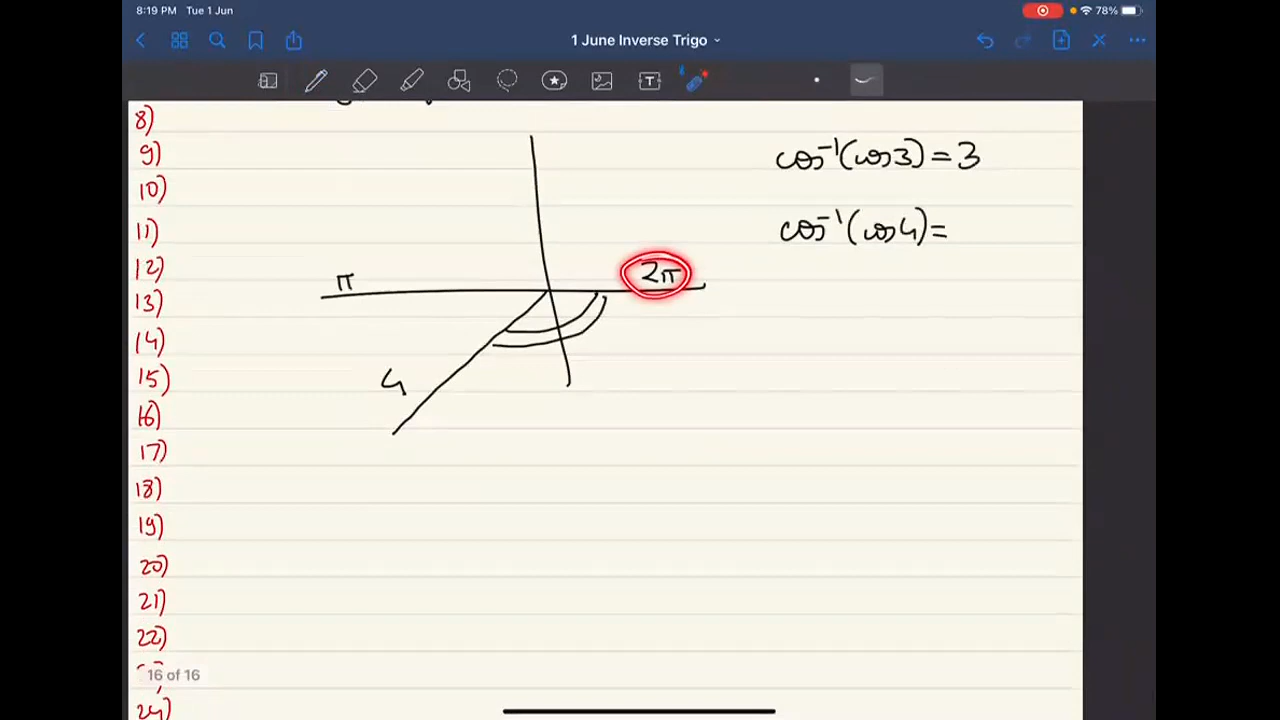 8:19 PM Tue 1 Jun
78%
1 June Inverse Trigo
8)
9)
10)
11)
12)
13)
14)
15)
16)
17)
18)
19)
20)
21)
22)
24)
cos⁻¹(cos3)=3
cos⁻¹(cos4)=
π
2π
4
16 of 16